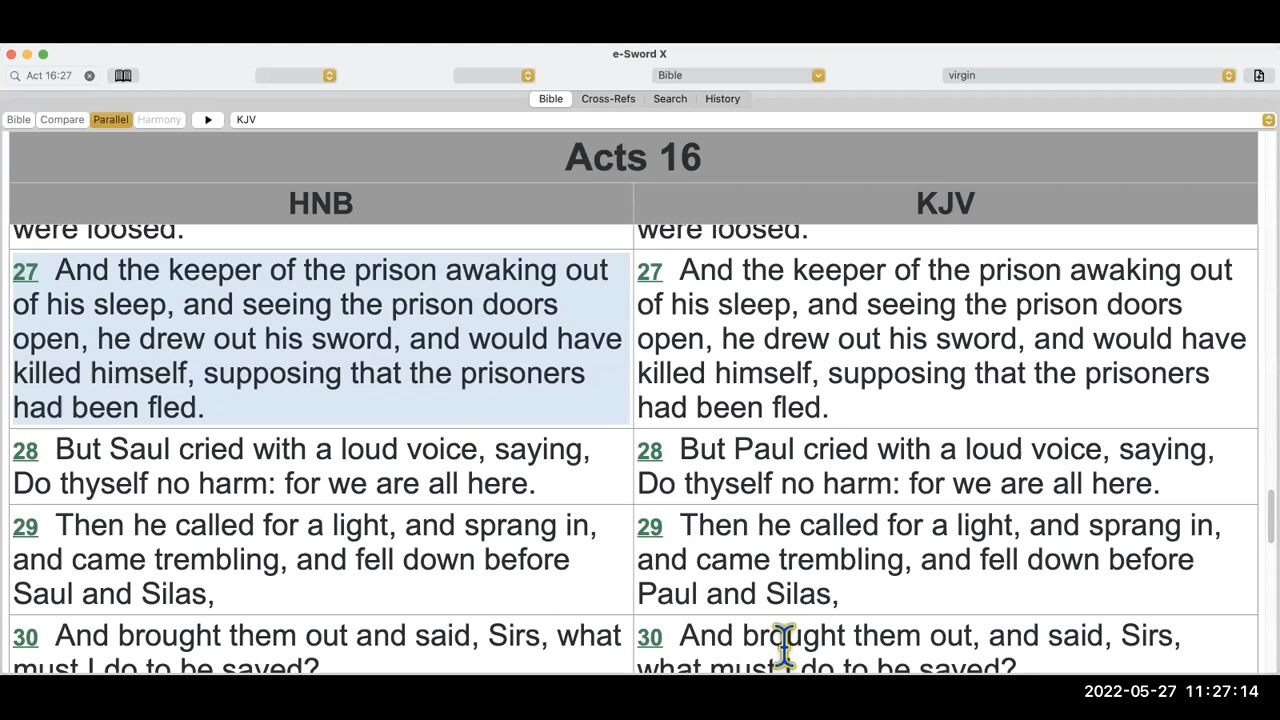 e-Sword X
Act 16:27
Bible
virgin
Bible Cross-Refs Search History
Bible Compare Parallel Harmony KJV
Acts 16
HNB
KJV
were loosed.
27 And the keeper of the prison awaking out
of his sleep, and seeing the prison doors
open, he drew out his sword, and would have
killed himself, supposing that the prisoners
had been fled.
28 But Saul cried with a loud voice, saying,
Do thyself no harm: for we are all here.
29 Then he called for a light, and sprang in,
and came trembling, and fell down before
Saul and Silas,
30 And brought them out and said, Sirs, what
must I do to be saved?
were loosed.
27 And the keeper of the prison awaking out
of his sleep, and seeing the prison doors
open, he drew out his sword, and would have
killed himself, supposing that the prisoners
had been fled.
28 But Paul cried with a loud voice, saying,
Do thyself no harm: for we are all here.
29 Then he called for a light, and sprang in,
and came trembling, and fell down before
Paul and Silas,
30 And brought them out, and said, Sirs,
what must I do to be saved?
2022-05-27 11:27:14